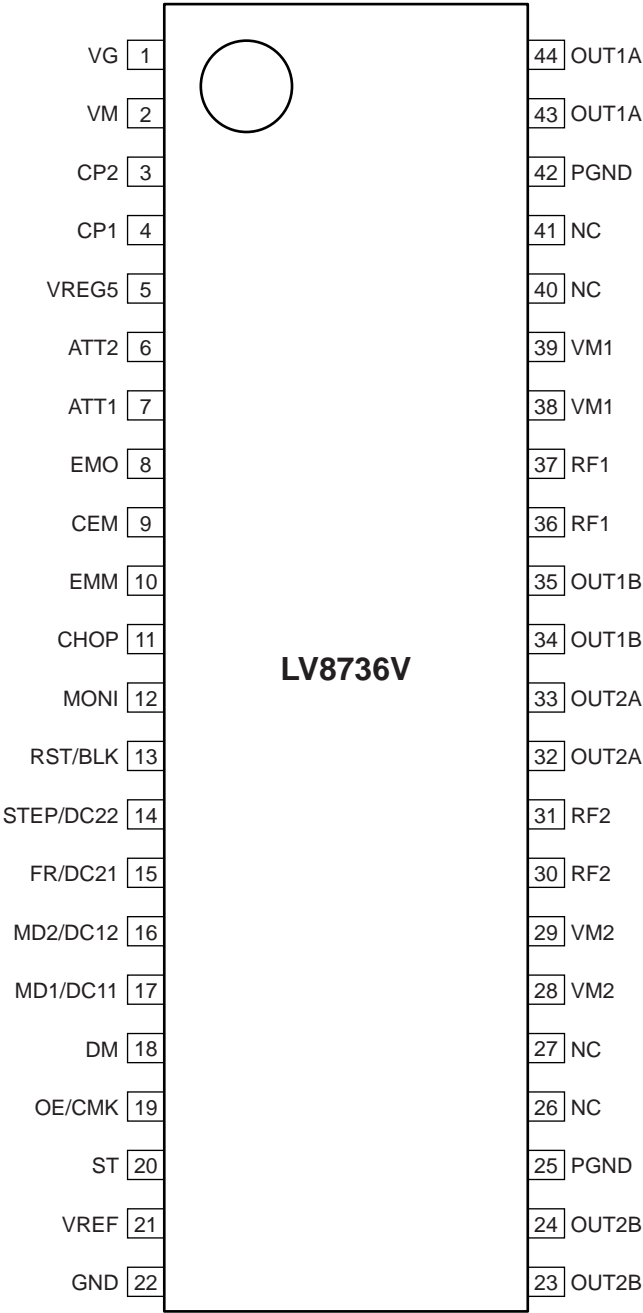 VG 1 44 OUT1A
VM 2 43 OUT1A
CP2 3 42 PGND
CP1 4 41 NC
VREG5 5 40 NC
ATT2 6 39 VM1
ATT1 7 38 VM1
EMO 8 37 RF1
CEM 9 36 RF1
EMM 10 35 OUT1B
CHOP 11 34 OUT1B
LV8736V
MONI 12 33 OUT2A
RST/BLK 13 32 OUT2A
STEP/DC22 14 31 RF2
FR/DC21 15 30 RF2
MD2/DC12 16 29 VM2
MD1/DC11 17 28 VM2
DM 18 27 NC
OE/CMK 19 26 NC
ST 20 25 PGND
VREF 21 24 OUT2B
GND 22 23 OUT2B